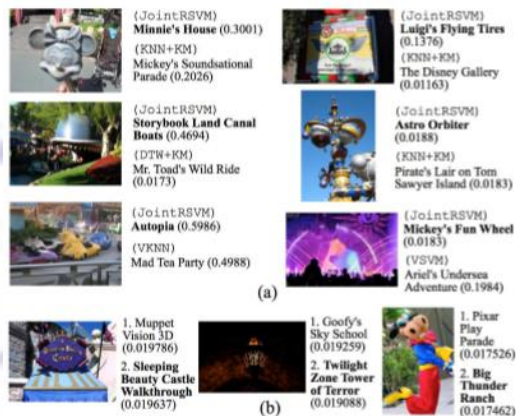 (JointRSVM)
Minnie's House (0.3001)
(KNN+KM)
Mickey's Soundsational
Parade (0.2026)
(JointRSVM)
Luigi's Flying Tires
(0.1376)
(KNN+KM)
The Disney Gallery
(0.01163)
(JointRSVM)
Storybook Land Canal
Boats (0.4694)
(DTW+KM)
Mr. Toad's Wild Ride
(0.0173)
(JointRSVM)
Astro Orbiter
(0.0188)
(KNN+KM)
Pirate's Lair on Tom
Sawyer Island (0.0183)
(JointRSVM)
Autopia (0.5986)
(VKNN)
Mad Tea Party (0.4988)
(JointRSVM)
Mickey's Fun Wheel
(0.0183)
(VSVM)
Ariel's Undersea
Adventure (0.1984)
(a)
1. Muppet
Vision 3D
(0.019786)
2. Sleeping
Beauty Castle
Walkthrough
(0.019637)
1. Goofy's
Sky School
(0.019259)
2. Twilight
Zone Tower
of Terror
(0.019088)
1. Pixar
Play
Parade
(0.017526)
2. Big
Thunder
Ranch
(0.017462)
(b)